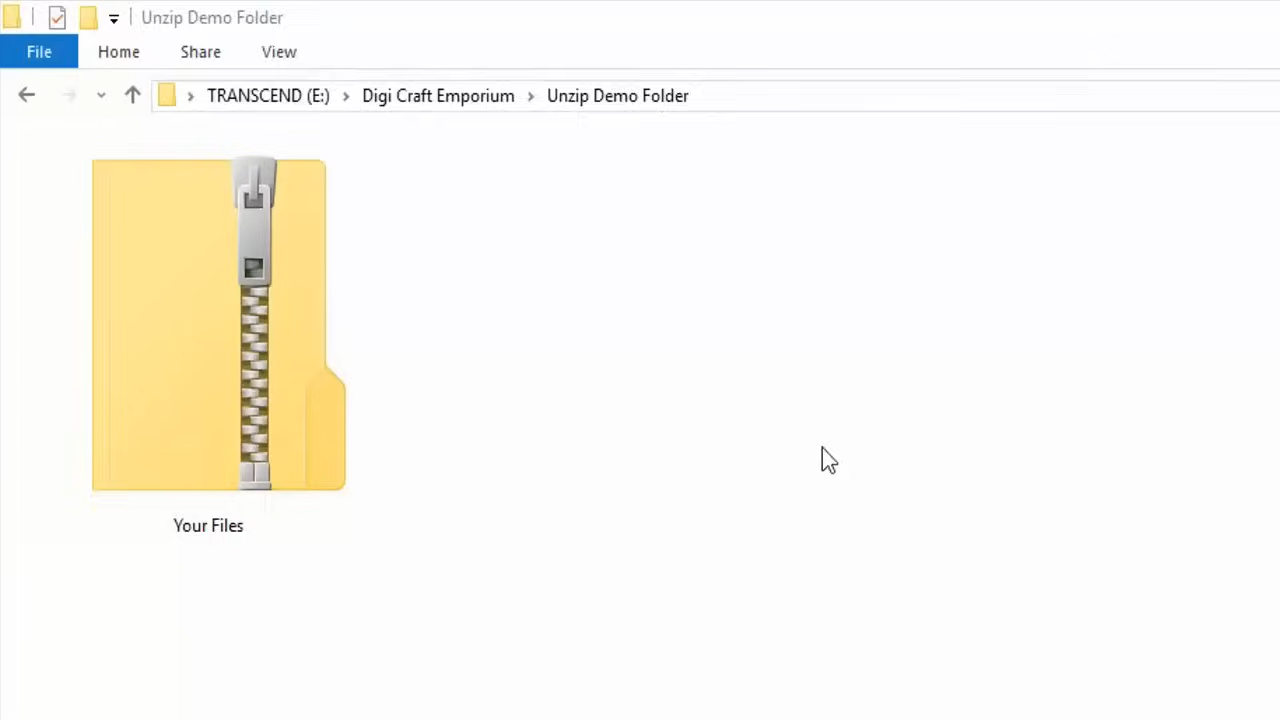 Unzip Demo Folder
File Home Share View
TRANSCEND (E:) Digi Craft Emporium Unzip Demo Folder
Your Files